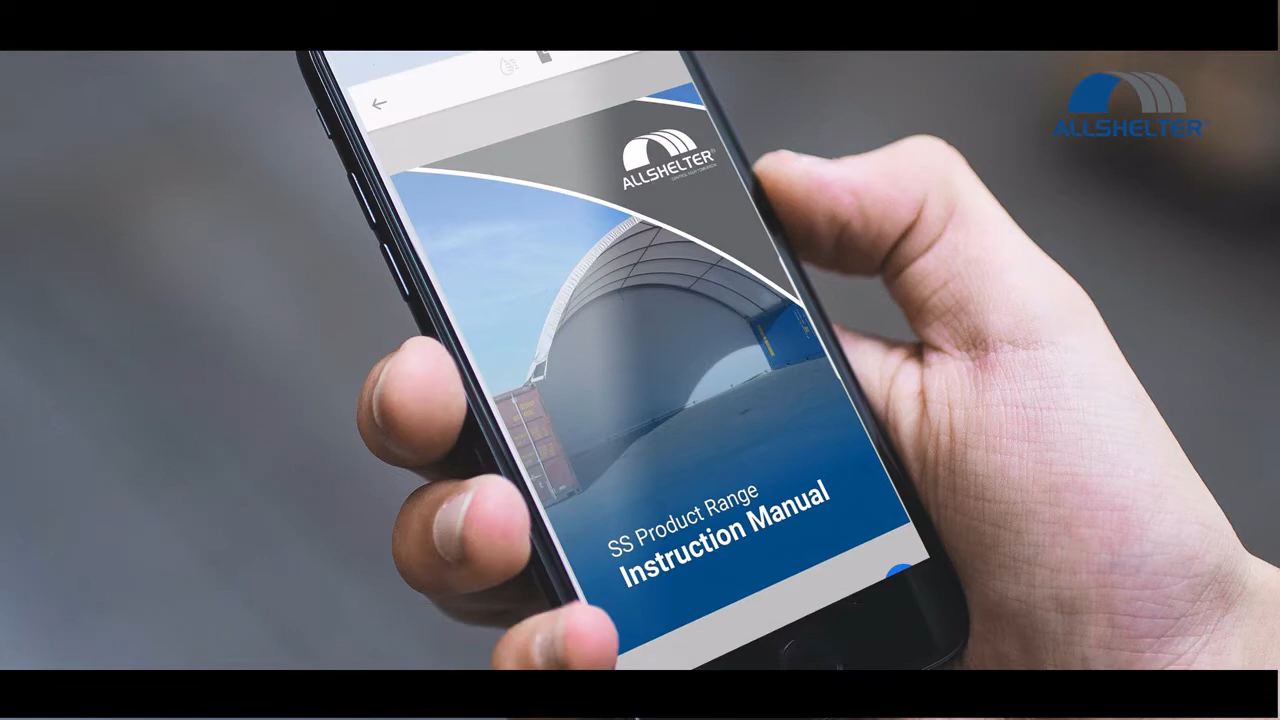 ALLSHELTER
ALLSHELTER®
SS Product Range
Instruction Manual